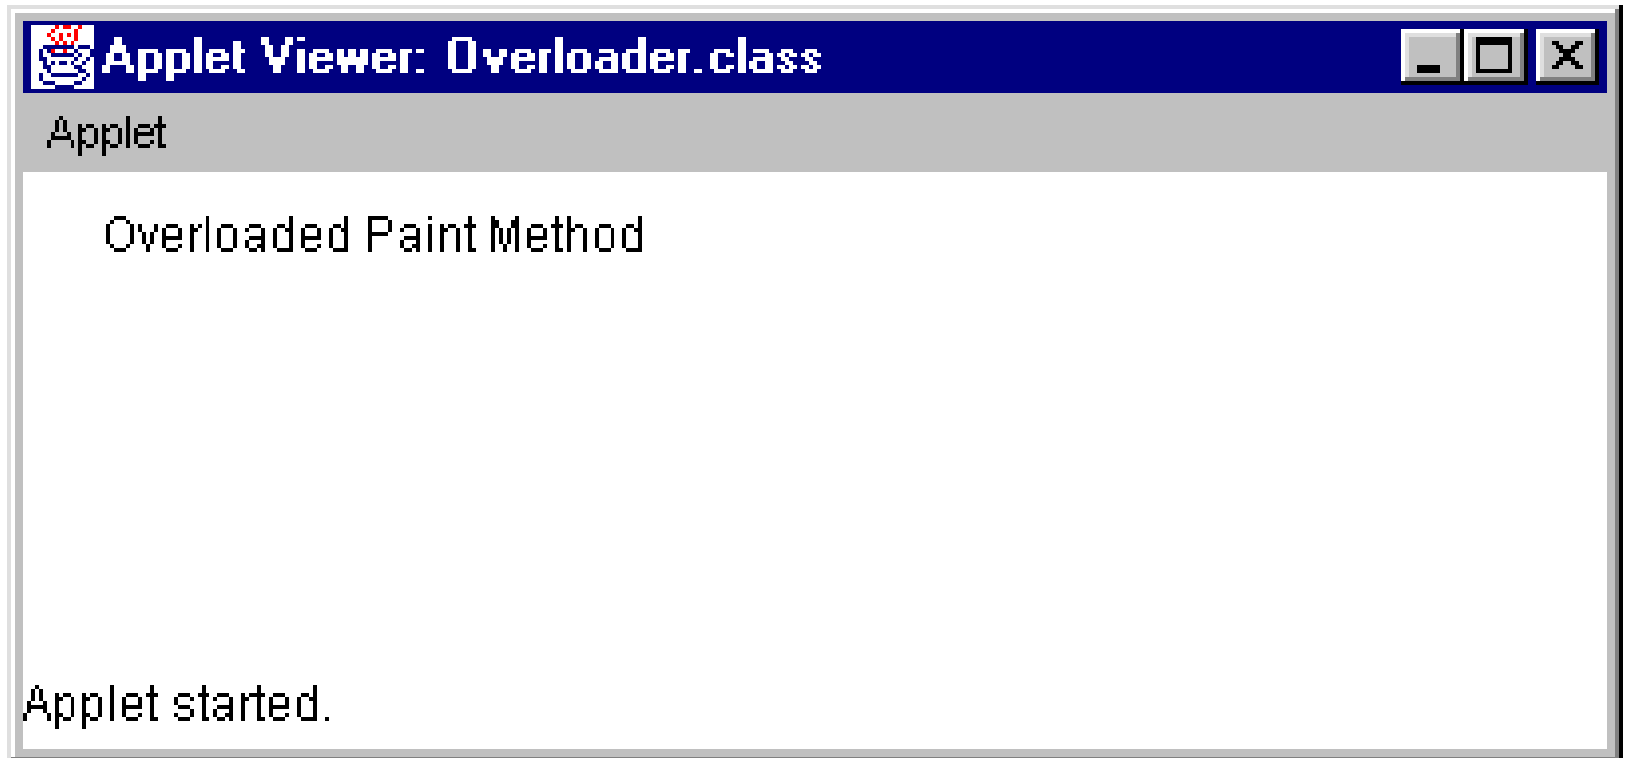 Applet Viewer: Overloader.class
Applet
Overloaded Paint Method
Applet started.